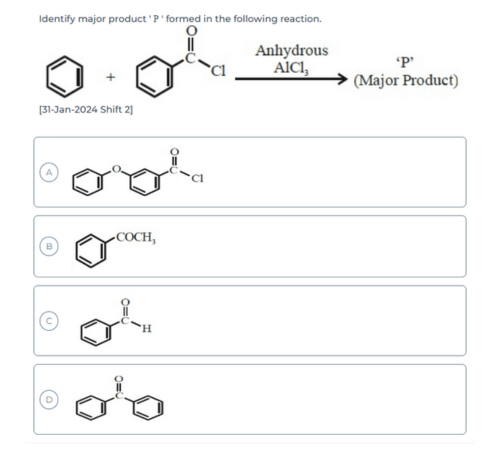 Identify major product ' P ' formed in the following reaction.
O
C
Cl
+
Anhydrous
AlCl₃
'P'
(Major Product)
[31-Jan-2024 Shift 2]
A
O
O
C
Cl
B
COCH₃
C
O
C
H
D
O
C